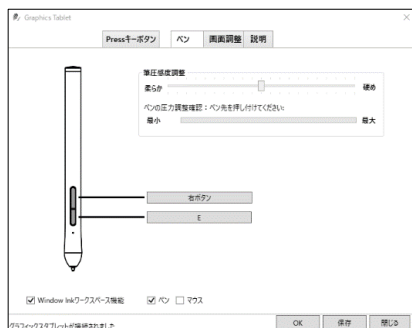 Graphics Tablet
Pressキーボタン ペン 画面調整 説明
筆圧感度調整
柔らか 硬め
ペンの圧力調整確認：ペン先を押し付けてください:
最小 最大
右ボタン
E
Window Inkワークスペース機能 ペン マウス
グラフィックスタブレットが接続されました
OK 保存 閉じる